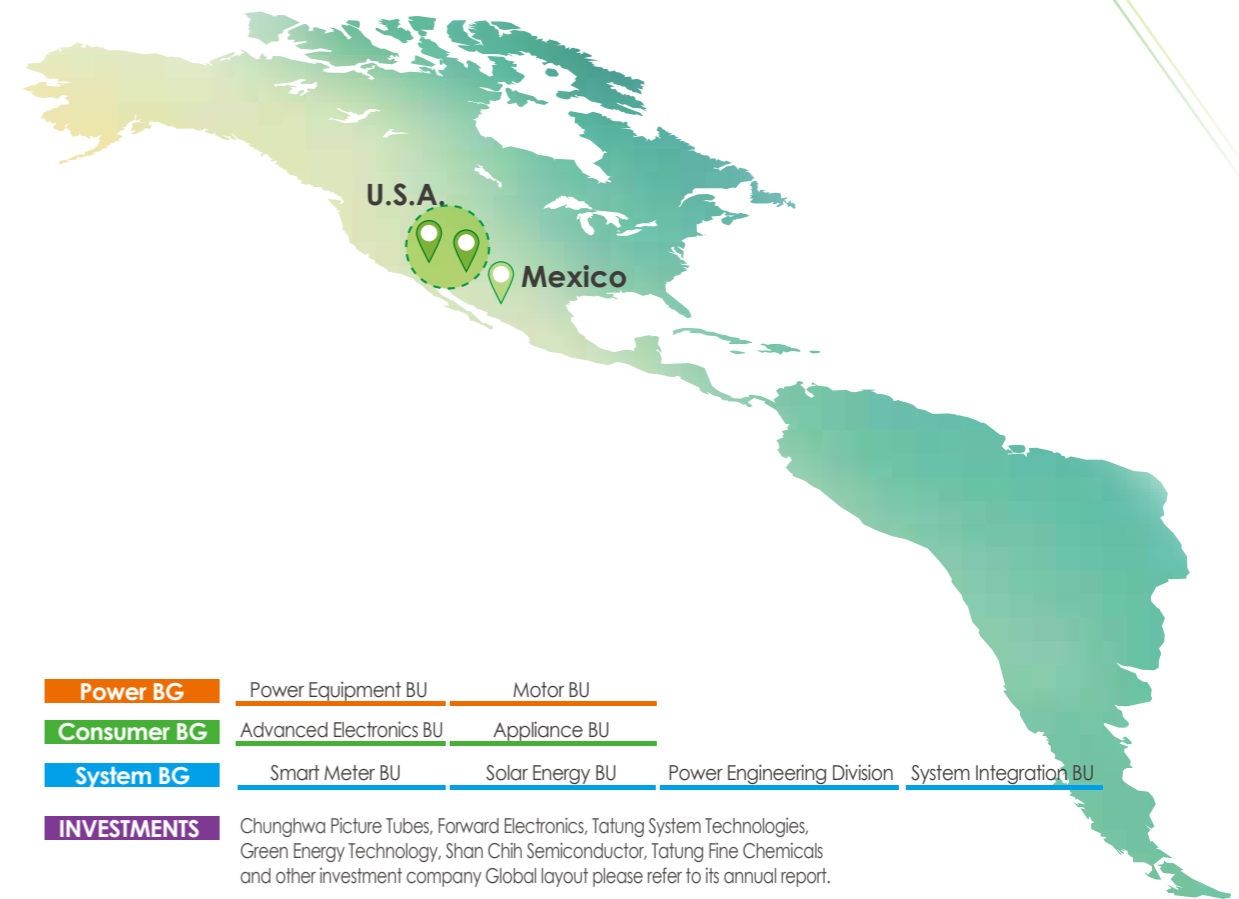 U.S.A.
Mexico
Power BG Power Equipment BU Motor BU
Consumer BG Advanced Electronics BU Appliance BU
System BG Smart Meter BU Solar Energy BU Power Engineering Division System Integration BU
INVESTMENTS Chunghwa Picture Tubes, Forward Electronics, Tatung System Technologies,
Green Energy Technology, Shan Chih Semiconductor, Tatung Fine Chemicals
and other investment company Global layout please refer to its annual report.